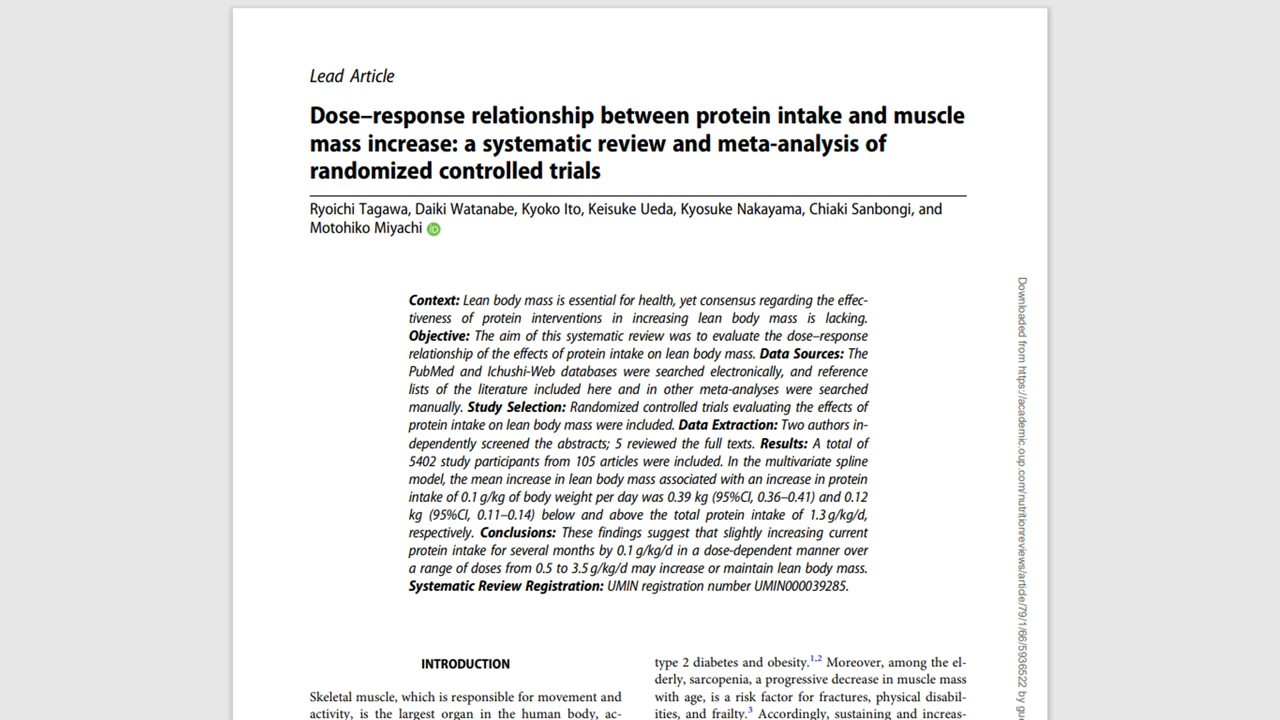 Lead Article
Dose–response relationship between protein intake and muscle
mass increase: a systematic review and meta-analysis of
randomized controlled trials
Ryoichi Tagawa, Daiki Watanabe, Kyoko Ito, Keisuke Ueda, Kyosuke Nakayama, Chiaki Sanbongi, and
Motohiko Miyachi iD
Context: Lean body mass is essential for health, yet consensus regarding the effec-
tiveness of protein interventions in increasing lean body mass is lacking.
Objective: The aim of this systematic review was to evaluate the dose–response
relationship of the effects of protein intake on lean body mass. Data Sources: The
PubMed and Ichushi-Web databases were searched electronically, and reference
lists of the literature included here and in other meta-analyses were searched
manually. Study Selection: Randomized controlled trials evaluating the effects of
protein intake on lean body mass were included. Data Extraction: Two authors in-
dependently screened the abstracts; 5 reviewed the full texts. Results: A total of
5402 study participants from 105 articles were included. In the multivariate spline
model, the mean increase in lean body mass associated with an increase in protein
intake of 0.1 g/kg of body weight per day was 0.39 kg (95%CI, 0.36–0.41) and 0.12
kg (95%CI, 0.11–0.14) below and above the total protein intake of 1.3 g/kg/d,
respectively. Conclusions: These findings suggest that slightly increasing current
protein intake for several months by 0.1 g/kg/d in a dose-dependent manner over
a range of doses from 0.5 to 3.5 g/kg/d may increase or maintain lean body mass.
Systematic Review Registration: UMIN registration number UMIN000039285.
INTRODUCTION
Skeletal muscle, which is responsible for movement and
activity, is the largest organ in the human body, ac-
type 2 diabetes and obesity.1,2 Moreover, among the el-
derly, sarcopenia, a progressive decrease in muscle mass
with age, is a risk factor for fractures, physical disabil-
ities, and frailty.3 Accordingly, sustaining and increas-
Downloaded from https://academic.oup.com/nutritionreviews/article/79/1/66/5936522 by